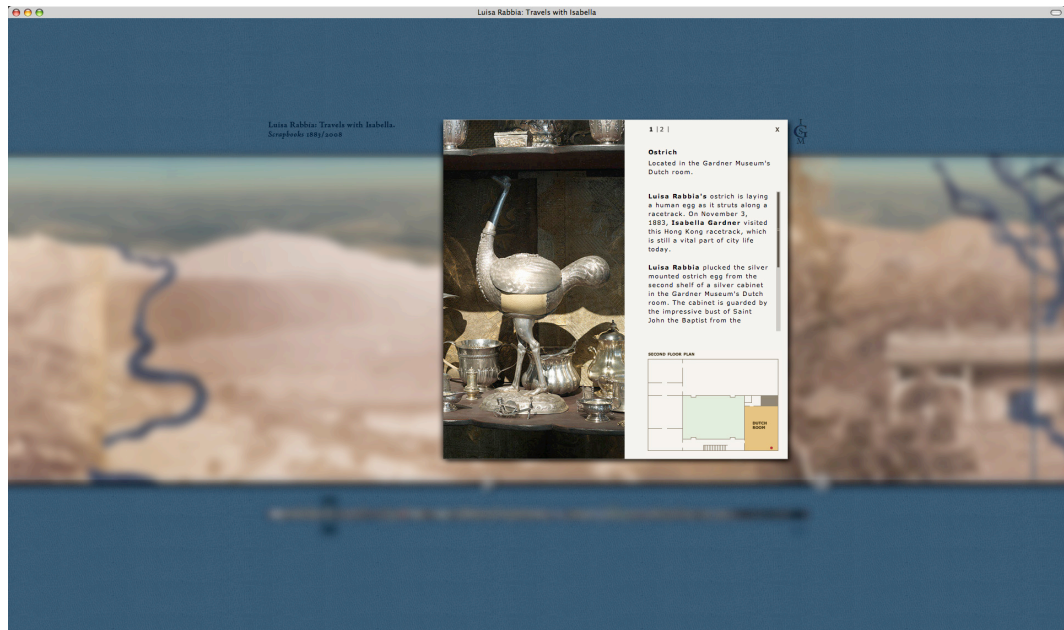 Luisa Rabbia: Travels with Isabella
Luisa Rabbia: Travels with Isabella.
Scrapbooks 1883/2008
I
G
S
M
1 | 2 |
X
Ostrich
Located in the Gardner Museum's
Dutch room.
Luisa Rabbia's ostrich is laying
a human egg as it struts along a
racetrack. On November 3,
1883, Isabella Gardner visited
this Hong Kong racetrack, which
is still a vital part of city life
today.
Luisa Rabbia plucked the silver
mounted ostrich egg from the
second shelf of a silver cabinet
in the Gardner Museum's Dutch
room. The cabinet is guarded by
the impressive bust of Saint
John the Baptist from the
SECOND FLOOR PLAN
DUTCH
ROOM